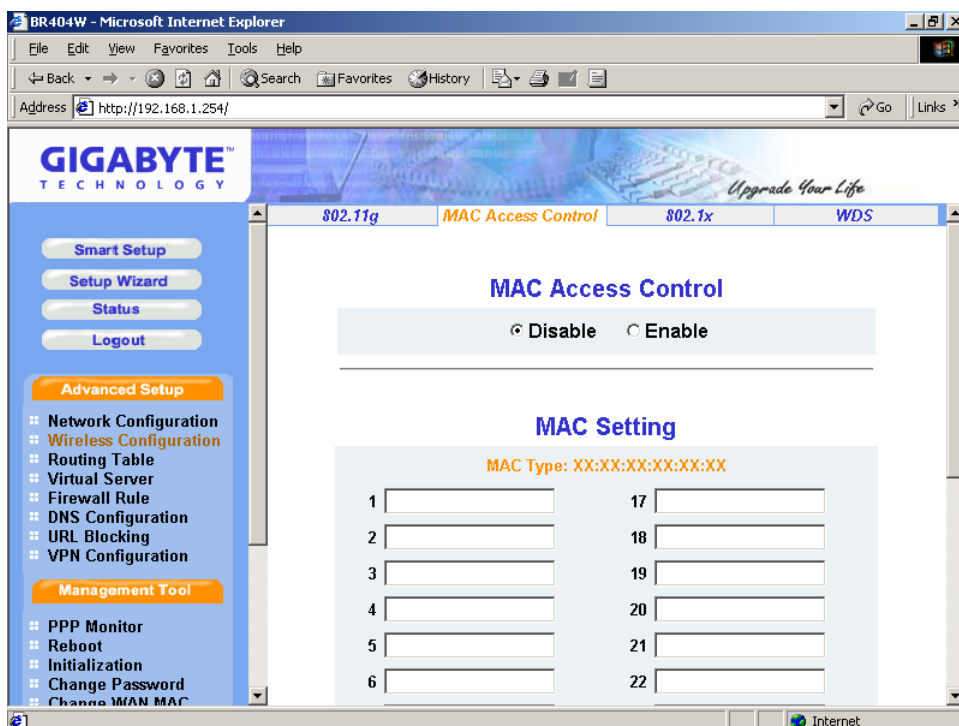 BR404W - Microsoft Internet Explorer
File Edit View Favorites Tools Help
Back Search Favorites History
Address http://192.168.1.254/ Go Links »
GIGABYTE™
TECHNOLOGY
Upgrade Your Life
802.11g MAC Access Control 802.1x WDS
Smart Setup
Setup Wizard
Status
Logout
Advanced Setup
Network Configuration
Wireless Configuration
Routing Table
Virtual Server
Firewall Rule
DNS Configuration
URL Blocking
VPN Configuration
Management Tool
PPP Monitor
Reboot
Initialization
Change Password
Change WAN MAC
MAC Access Control
Disable Enable
MAC Setting
MAC Type: XX:XX:XX:XX:XX:XX
1 17
2 18
3 19
4 20
5 21
6 22
Internet